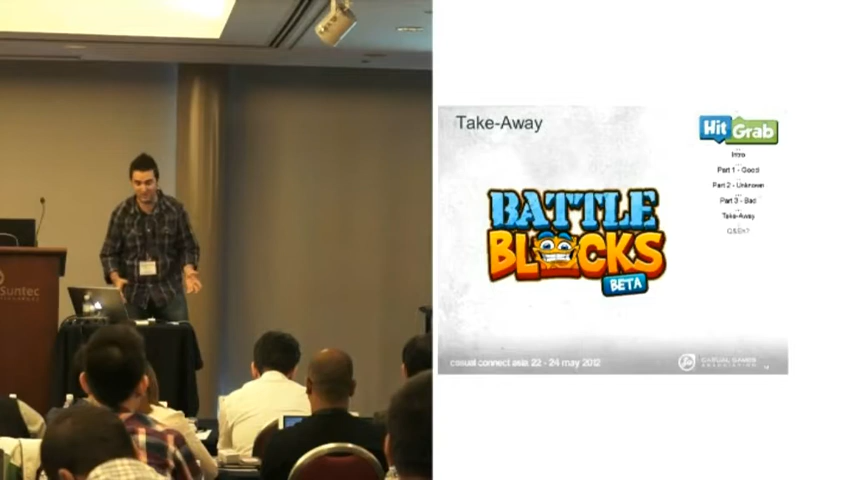 Suntec
Take-Away
Hit Grab
Intro
Part 1 - Good
Part 2 - Unknown
Part 3 - Bad
Take-Away
BATTLE
BLOCKS
BETA
casual connect asia 22 - 24 may 2012
CASUAL GAMES
ASSOCIATION